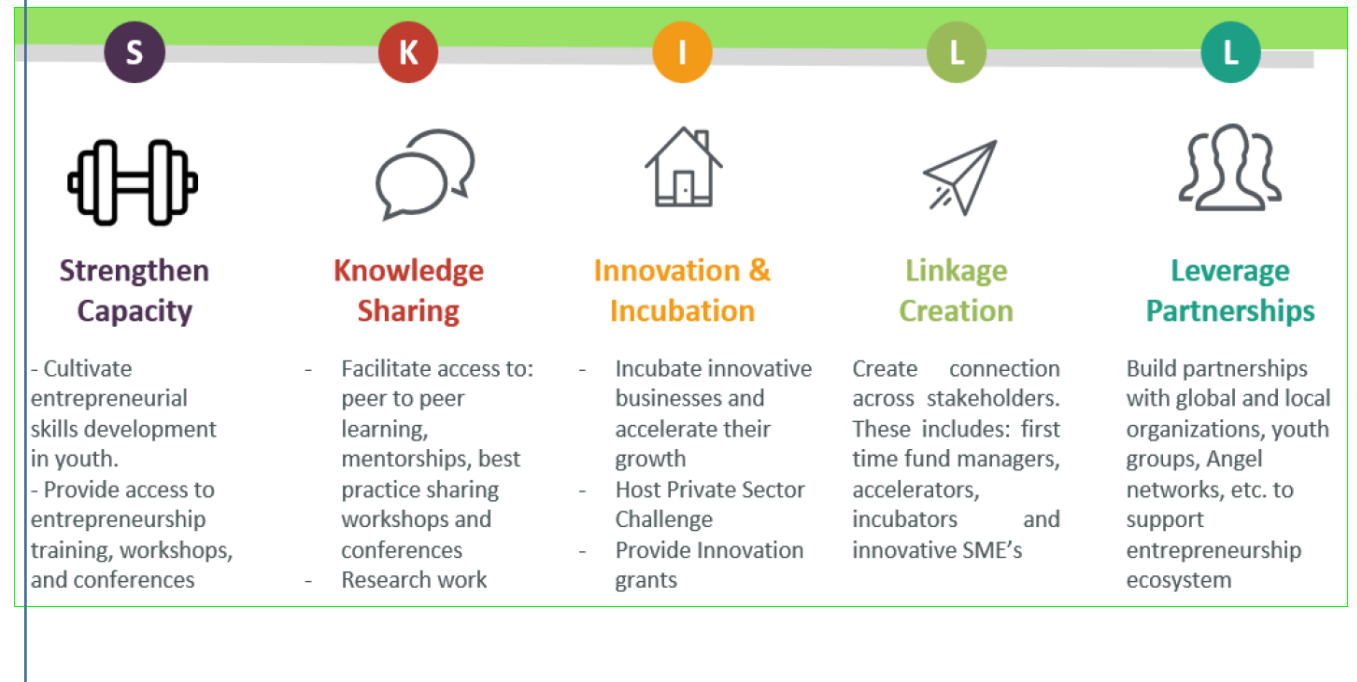 S
K
I
L
L
Strengthen
Capacity
- Cultivate
entrepreneurial
skills development
in youth.
- Provide access to
entrepreneurship
training, workshops,
and conferences
Knowledge
Sharing
- Facilitate access to:
peer to peer
learning,
mentorships, best
practice sharing
workshops and
conferences
- Research work
Innovation &
Incubation
- Incubate innovative
businesses and
accelerate their
growth
- Host Private Sector
Challenge
- Provide Innovation
grants
Linkage
Creation
Create connection
across stakeholders.
These includes: first
time fund managers,
accelerators,
incubators and
innovative SME's
Leverage
Partnerships
Build partnerships
with global and local
organizations, youth
groups, Angel
networks, etc. to
support
entrepreneurship
ecosystem